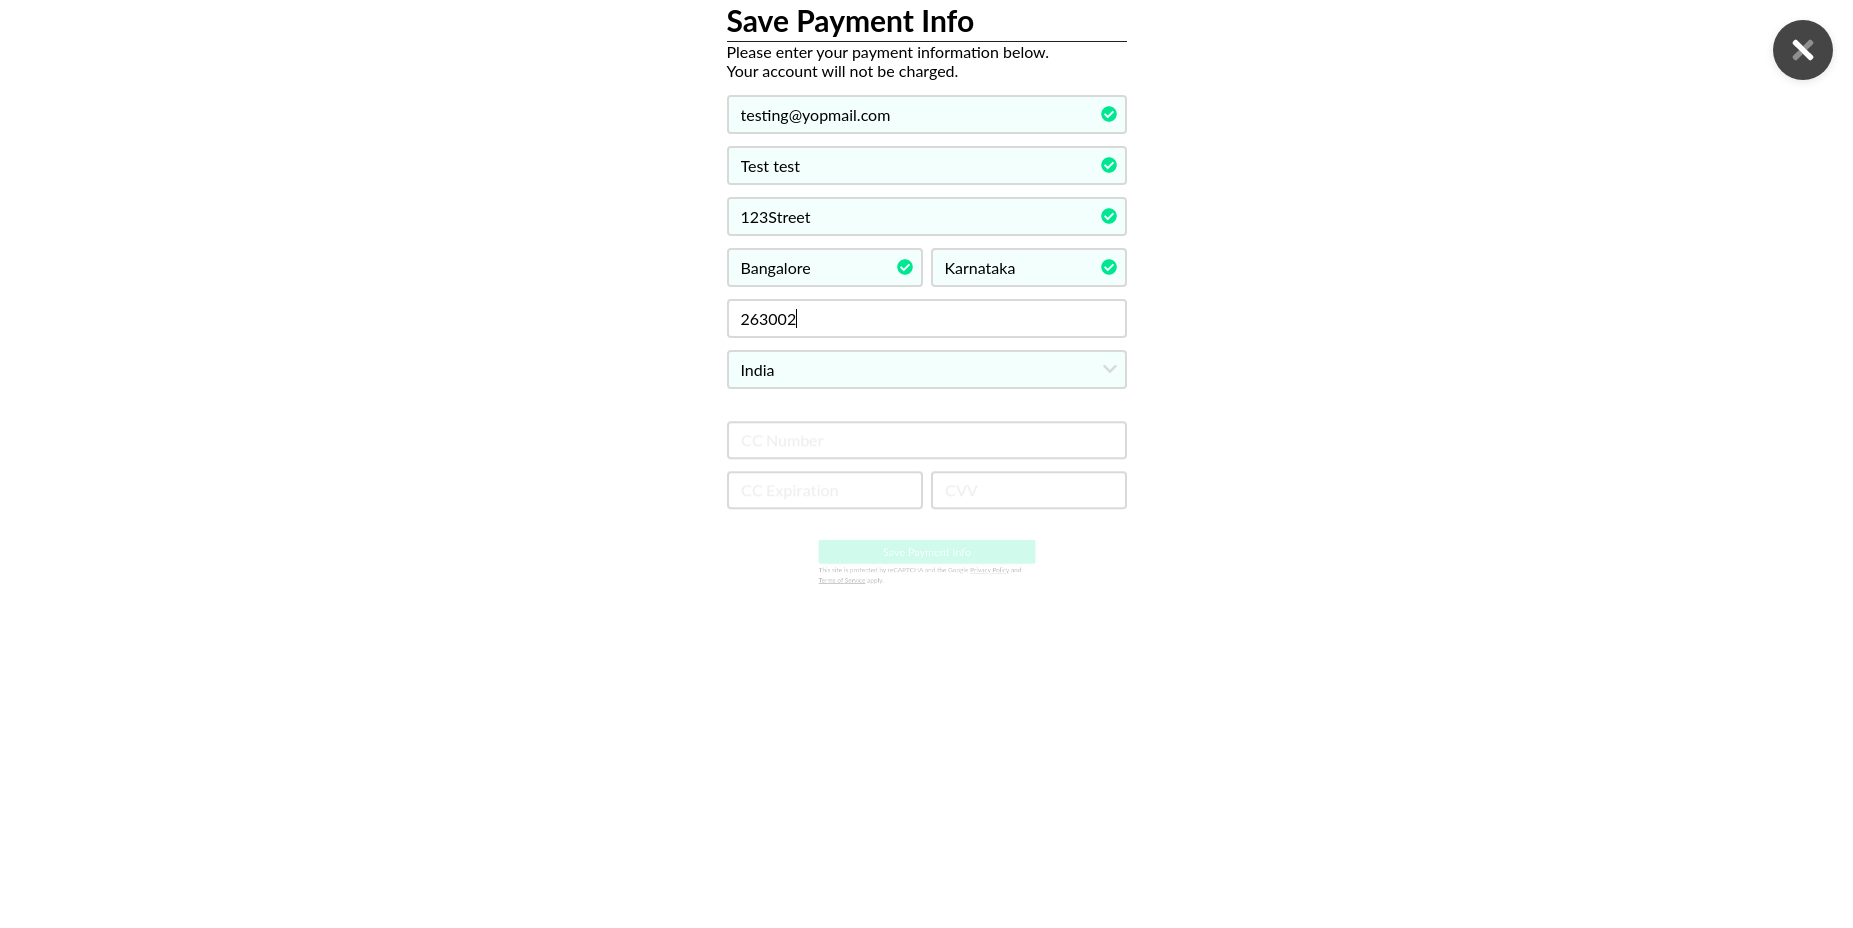 Save Payment Info
Please enter your payment information below.
Your account will not be charged.
testing@yopmail.com
Test test
123Street
Bangalore Karnataka
263002
India
CC Number
CC Expiration CVV
Save Payment Info
This site is protected by reCAPTCHA and the Google Privacy Policy and
Terms of Service apply.